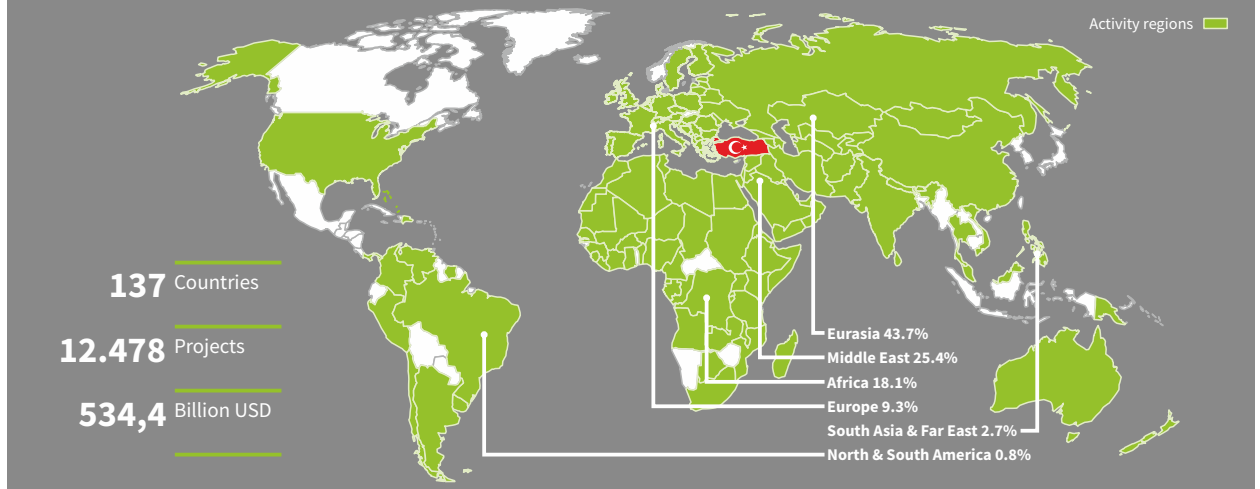 Activity regions
137 Countries
12.478 Projects
534,4 Billion USD
Eurasia 43.7%
Middle East 25.4%
Africa 18.1%
Europe 9.3%
South Asia & Far East 2.7%
North & South America 0.8%